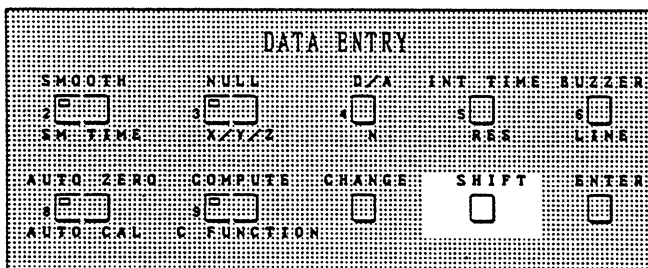 DATA ENTRY
SMOOTH NULL D/A INT TIME BUZZER
2 3 4 5 6
SM TIME X/Y/Z N RES LINE
AUTO ZERO COMPUTE CHANGE SHIFT ENTER
8 9
AUTO CAL C FUNCTION